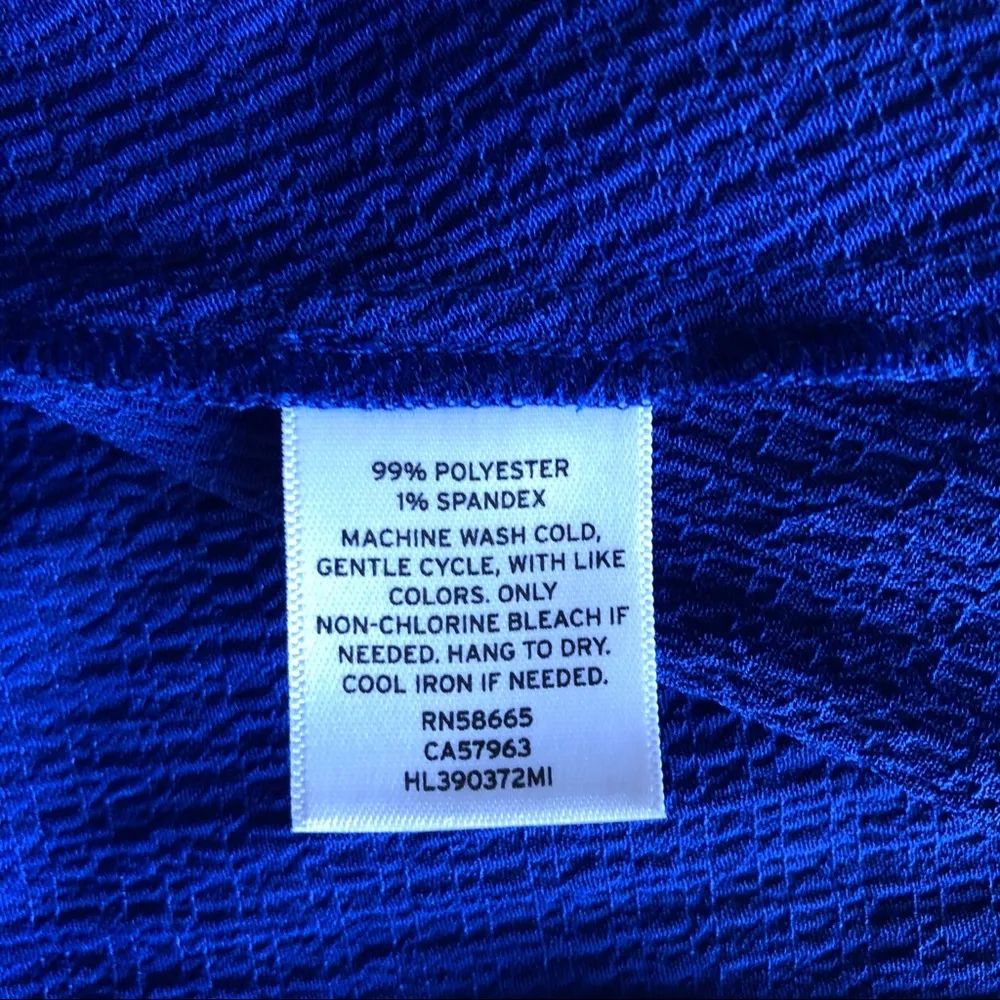 99% POLYESTER
1% SPANDEX
MACHINE WASH COLD,
GENTLE CYCLE, WITH LIKE
COLORS. ONLY
NON-CHLORINE BLEACH IF
NEEDED. HANG TO DRY.
COOL IRON IF NEEDED.
RN58665
CA57963
HL390372MI